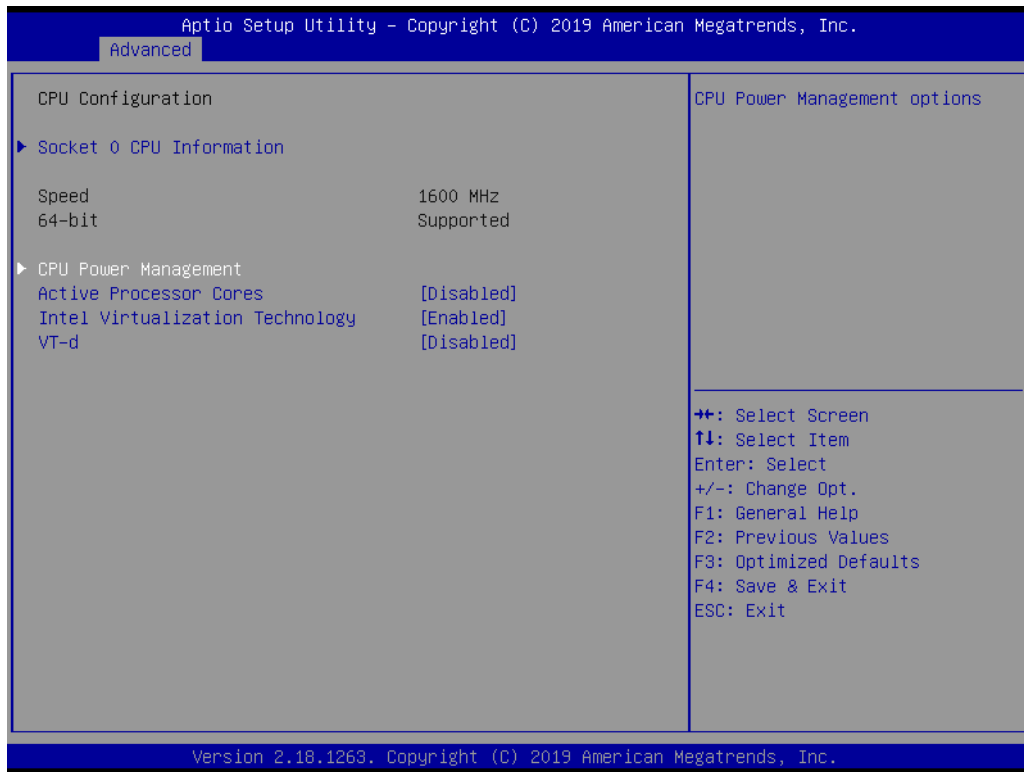 Aptio Setup Utility – Copyright (C) 2019 American Megatrends, Inc.
Advanced
CPU Configuration
Socket 0 CPU Information
Speed 1600 MHz
64-bit Supported
CPU Power Management
Active Processor Cores [Disabled]
Intel Virtualization Technology [Enabled]
VT-d [Disabled]
CPU Power Management options
→←: Select Screen
↑↓: Select Item
Enter: Select
+/-: Change Opt.
F1: General Help
F2: Previous Values
F3: Optimized Defaults
F4: Save & Exit
ESC: Exit
Version 2.18.1263. Copyright (C) 2019 American Megatrends, Inc.